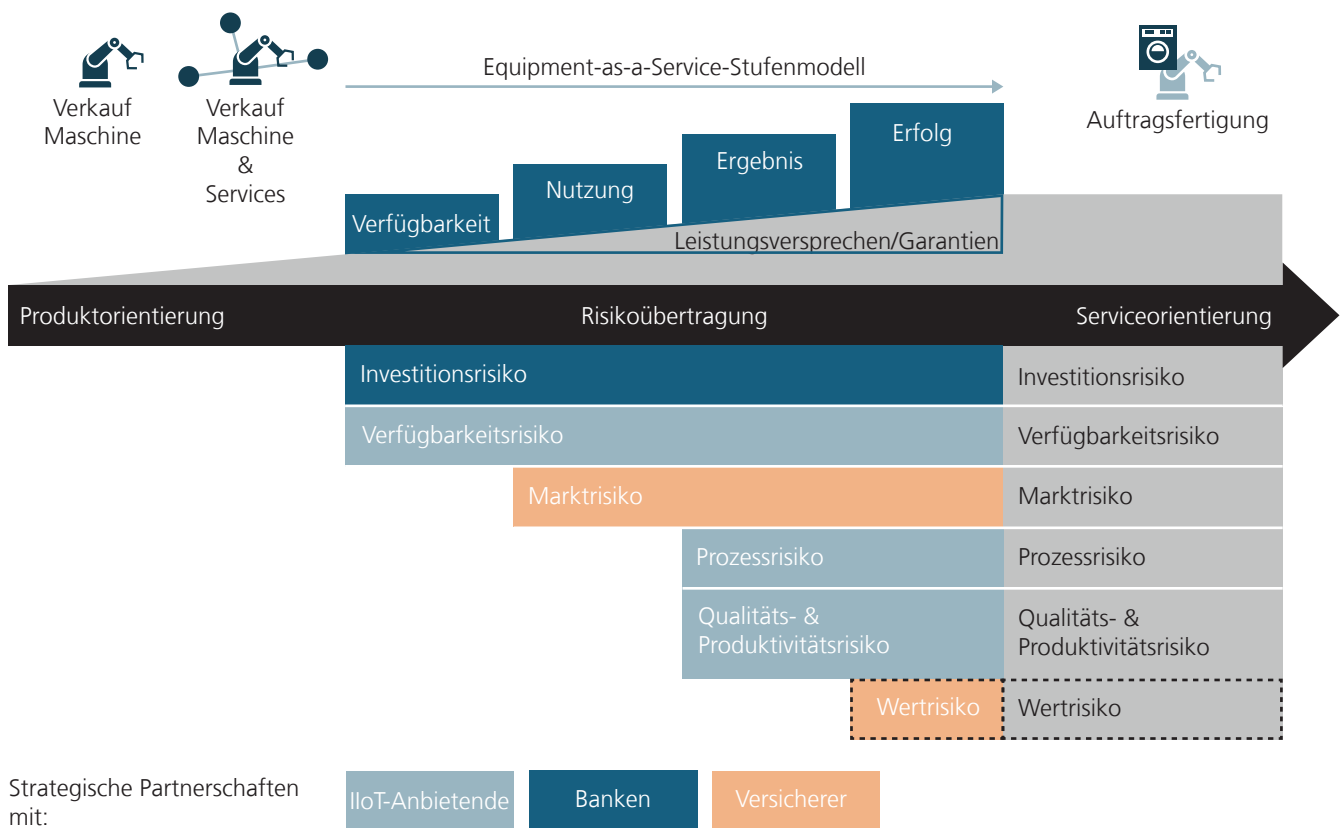 Verkauf
Maschine
Verkauf
Maschine
&
Services
Equipment-as-a-Service-Stufenmodell
Auftragsfertigung
Verfügbarkeit
Nutzung
Ergebnis
Erfolg
Leistungsversprechen/Garantien
Produktorientierung
Risikoübertragung
Serviceorientierung
Investitionsrisiko
Investitionsrisiko
Verfügbarkeitsrisiko
Verfügbarkeitsrisiko
Marktrisiko
Marktrisiko
Prozessrisiko
Prozessrisiko
Qualitäts- &
Produktivitätsrisiko
Qualitäts- &
Produktivitätsrisiko
Wertrisiko
Wertrisiko
Strategische Partnerschaften
mit:
IIoT-Anbietende
Banken
Versicherer